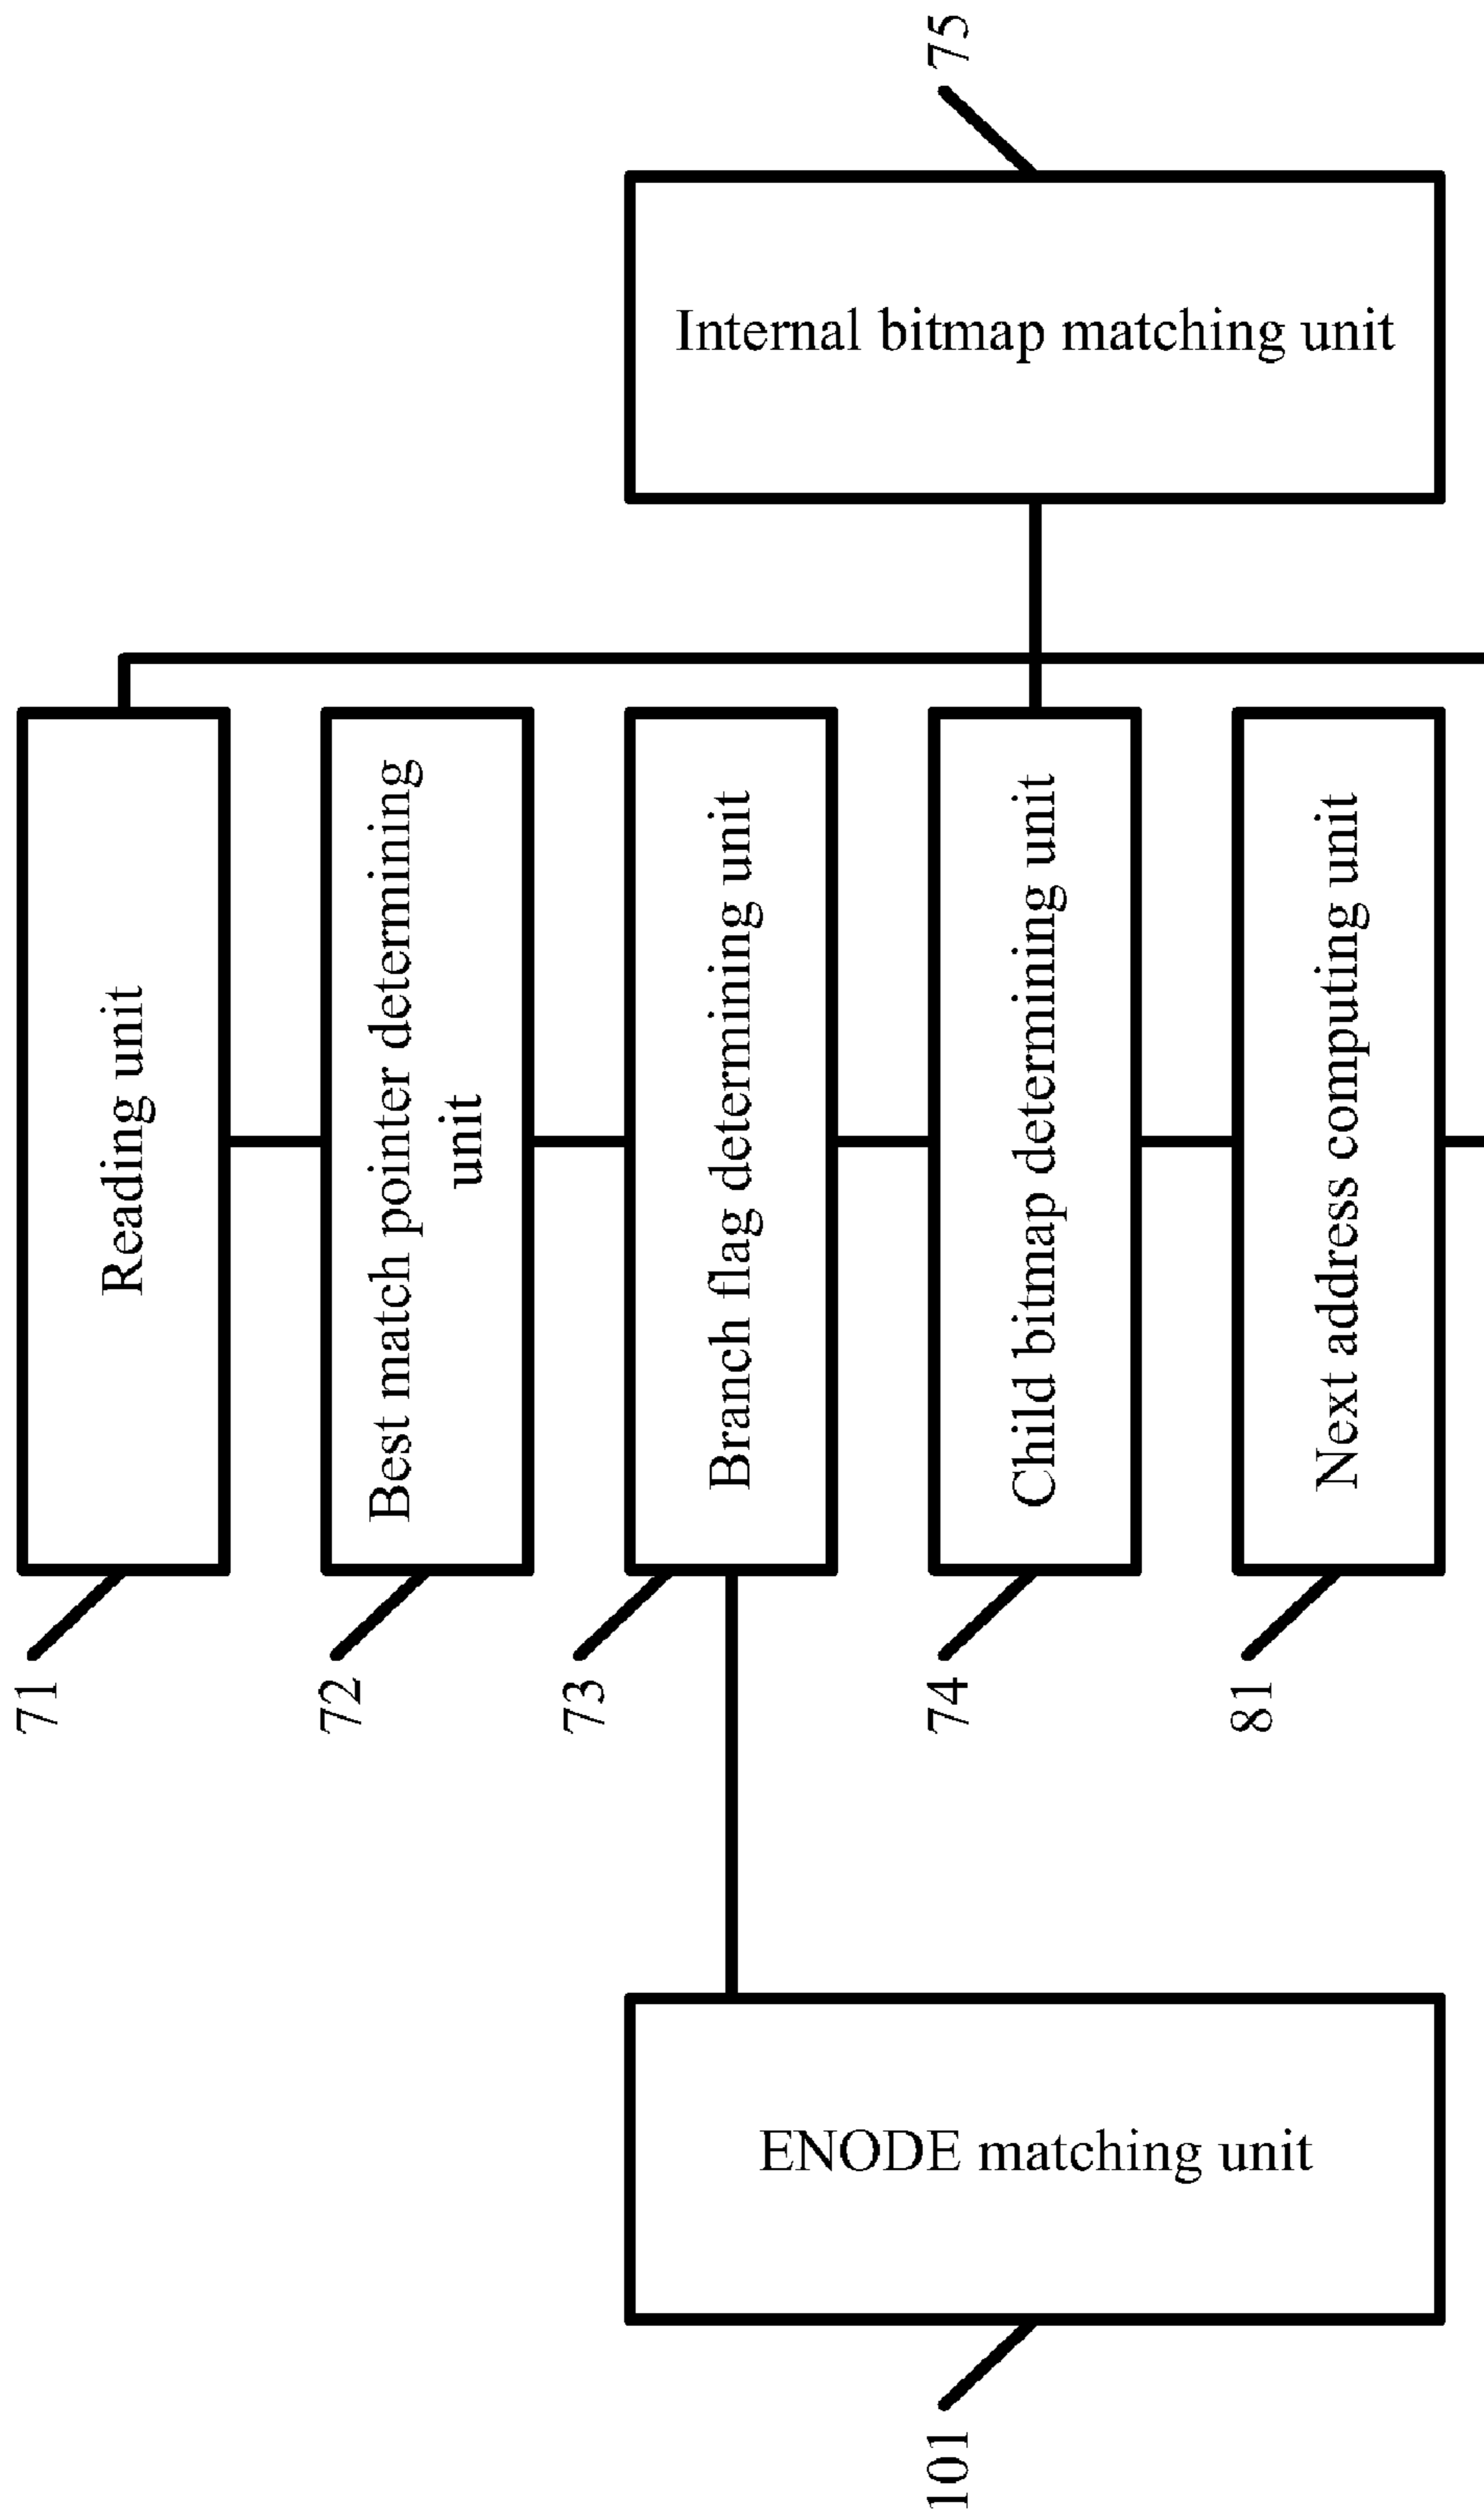 75
Internal bitmap matching unit
Reading unit
Best match pointer determining
unit
Branch flag determining unit
Child bitmap determining unit
Next address computing unit
71
72
73
74
81
ENODE matching unit
101